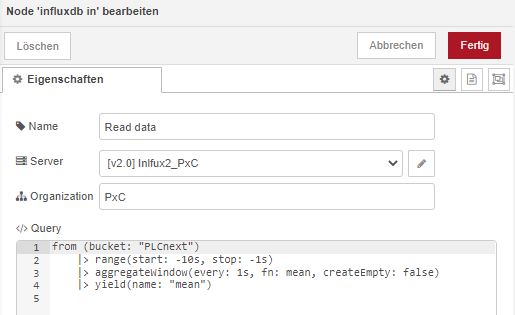 Node 'influxdb in' bearbeiten
Löschen
Abbrechen
Fertig
Eigenschaften
Name
Read data
Server
[v2.0] Inlfux2_PxC
Organization
PxC
</> Query
1 from (bucket: "PLCnext")
2 |> range(start: -10s, stop: -1s)
3 |> aggregateWindow(every: 1s, fn: mean, createEmpty: false)
4 |> yield(name: "mean")
5